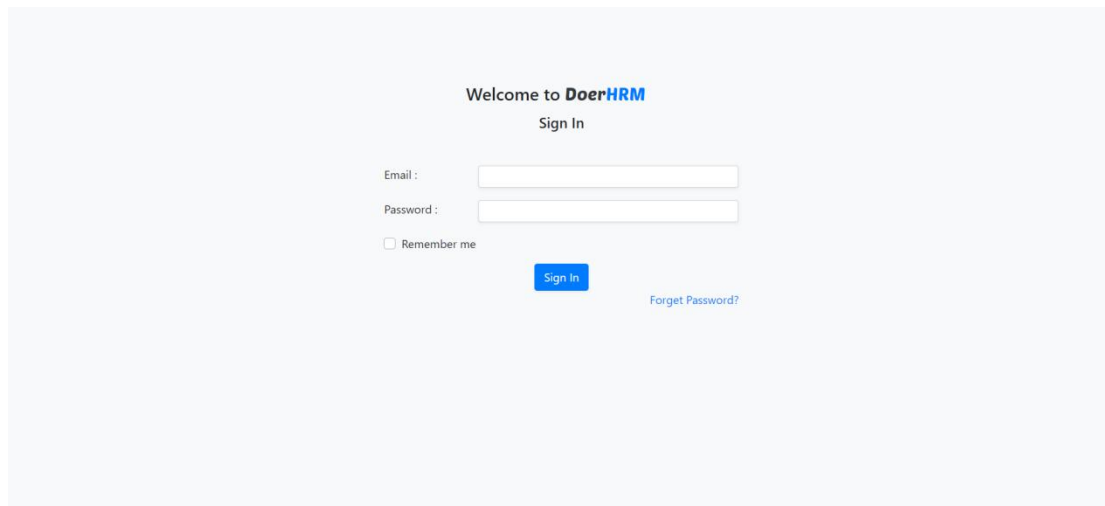 Welcome to DoerHRM
Sign In
Email :
Password :
Remember me
Sign In
Forget Password?